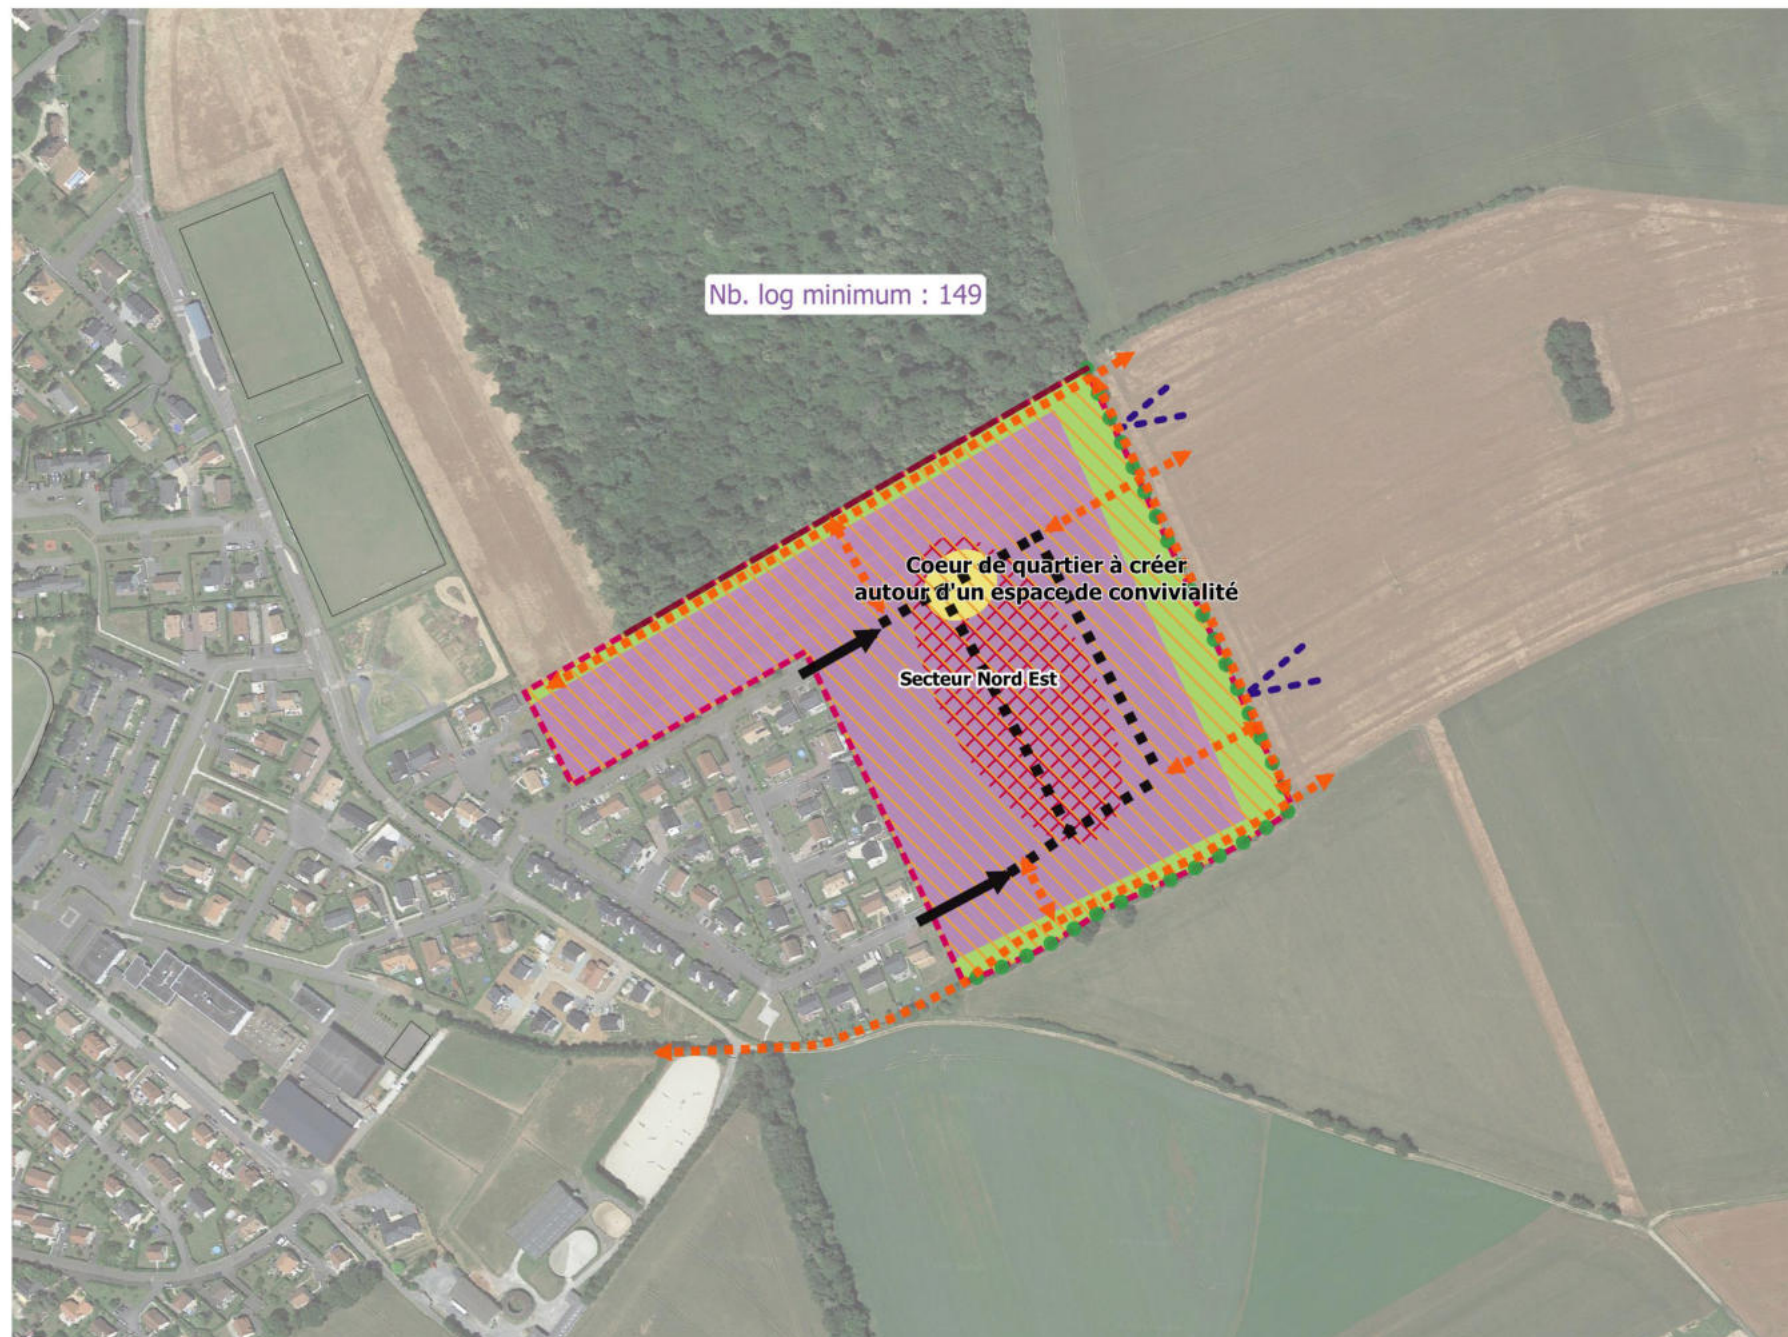 Nb. log minimum : 149
Coeur de quartier à créer
autour d'un espace de convivialité
Secteur Nord Est